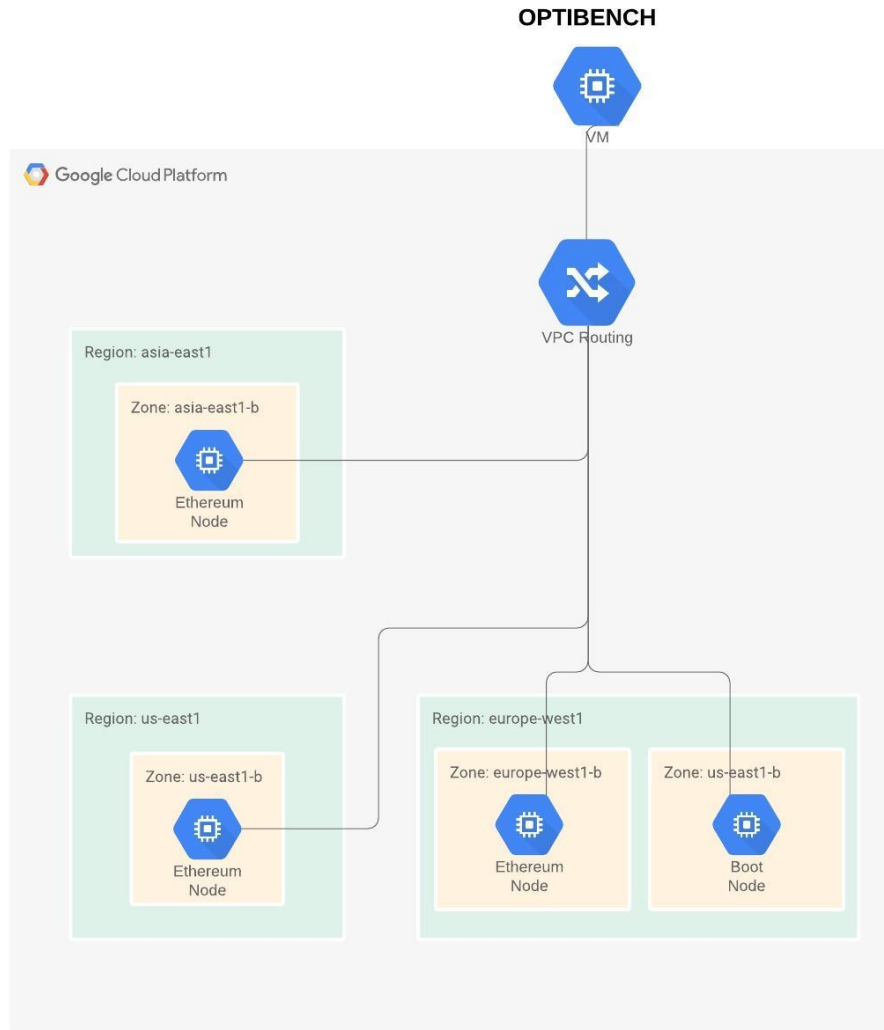 OPTIBENCH
VM
Google Cloud Platform
VPC Routing
Region: asia-east1
Zone: asia-east1-b
Ethereum
Node
Region: us-east1
Zone: us-east1-b
Ethereum
Node
Region: europe-west1
Zone: europe-west1-b
Ethereum
Node
Zone: us-east1-b
Boot
Node